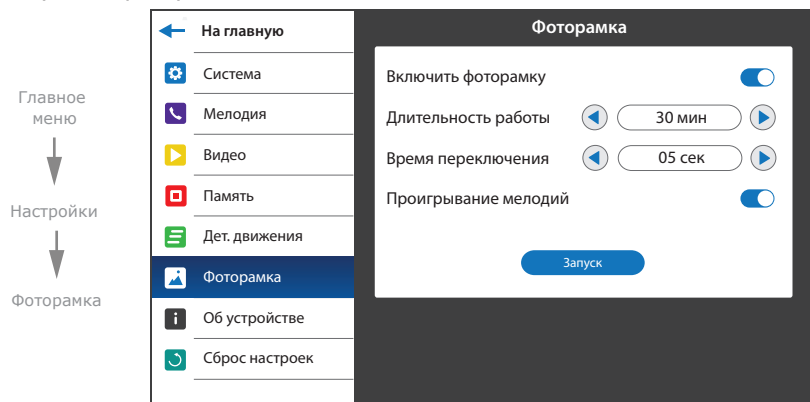 Главное
меню
Настройки
Фоторамка
На главную
Система
Мелодия
Видео
Память
Дет. движения
Фоторамка
Об устройстве
Сброс настроек
Фоторамка
Включить фоторамку
Длительность работы 30 мин
Время переключения 05 сек
Проигрывание мелодий
Запуск